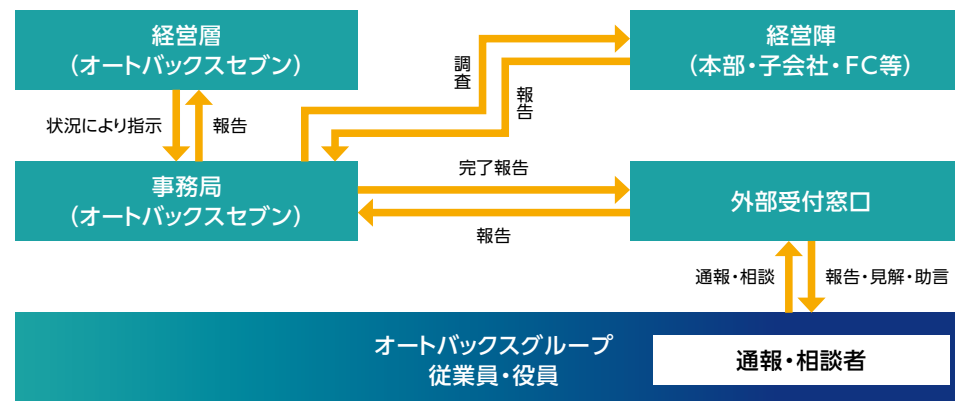 経営層
（オートバックスセブン）
経営陣
（本部・子会社・FC等）
調査
報告
状況により指示
報告
事務局
（オートバックスセブン）
完了報告
報告
外部受付窓口
通報・相談
報告・見解・助言
オートバックスグループ
従業員・役員
通報・相談者